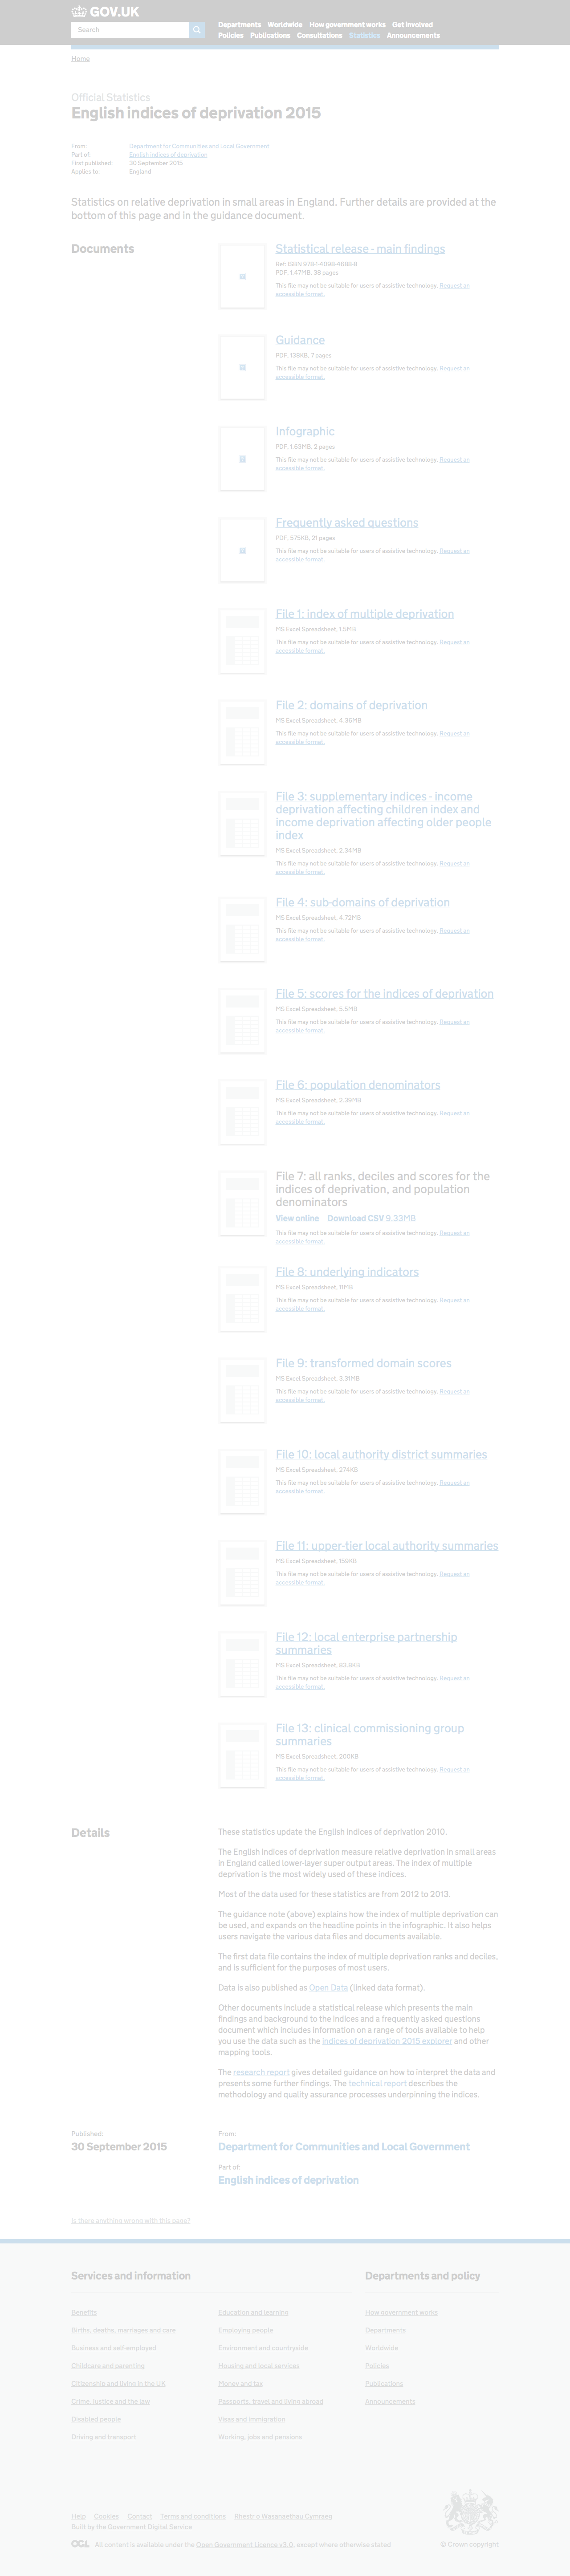 GOV.UK
Search
Departments Worldwide How government works Get involved
Policies Publications Consultations Statistics Announcements
Home
Official Statistics
English indices of deprivation 2015
From: Department for Communities and Local Government
Part of: English indices of deprivation
First published: 30 September 2015
Applies to: England
Statistics on relative deprivation in small areas in England. Further details are provided at the
bottom of this page and in the guidance document.
Documents
Statistical release - main findings
Ref: ISBN 978-1-4098-4688-8
PDF, 1.47MB, 38 pages
This file may not be suitable for users of assistive technology. Request an
accessible format.
Guidance
PDF, 138KB, 7 pages
This file may not be suitable for users of assistive technology. Request an
accessible format.
Infographic
PDF, 1.63MB, 2 pages
This file may not be suitable for users of assistive technology. Request an
accessible format.
Frequently asked questions
PDF, 575KB, 21 pages
This file may not be suitable for users of assistive technology. Request an
accessible format.
File 1: index of multiple deprivation
MS Excel Spreadsheet, 1.5MB
This file may not be suitable for users of assistive technology. Request an
accessible format.
File 2: domains of deprivation
MS Excel Spreadsheet, 4.36MB
This file may not be suitable for users of assistive technology. Request an
accessible format.
File 3: supplementary indices - income
deprivation affecting children index and
income deprivation affecting older people
index
MS Excel Spreadsheet, 2.34MB
This file may not be suitable for users of assistive technology. Request an
accessible format.
File 4: sub-domains of deprivation
MS Excel Spreadsheet, 4.72MB
This file may not be suitable for users of assistive technology. Request an
accessible format.
File 5: scores for the indices of deprivation
MS Excel Spreadsheet, 5.5MB
This file may not be suitable for users of assistive technology. Request an
accessible format.
File 6: population denominators
MS Excel Spreadsheet, 2.39MB
This file may not be suitable for users of assistive technology. Request an
accessible format.
File 7: all ranks, deciles and scores for the
indices of deprivation, and population
denominators
View online Download CSV 9.33MB
This file may not be suitable for users of assistive technology. Request an
accessible format.
File 8: underlying indicators
MS Excel Spreadsheet, 11MB
This file may not be suitable for users of assistive technology. Request an
accessible format.
File 9: transformed domain scores
MS Excel Spreadsheet, 3.31MB
This file may not be suitable for users of assistive technology. Request an
accessible format.
File 10: local authority district summaries
MS Excel Spreadsheet, 274KB
This file may not be suitable for users of assistive technology. Request an
accessible format.
File 11: upper-tier local authority summaries
MS Excel Spreadsheet, 159KB
This file may not be suitable for users of assistive technology. Request an
accessible format.
File 12: local enterprise partnership
summaries
MS Excel Spreadsheet, 83.8KB
This file may not be suitable for users of assistive technology. Request an
accessible format.
File 13: clinical commissioning group
summaries
MS Excel Spreadsheet, 200KB
This file may not be suitable for users of assistive technology. Request an
accessible format.
Details
These statistics update the English indices of deprivation 2010.
The English indices of deprivation measure relative deprivation in small areas
in England called lower-layer super output areas. The index of multiple
deprivation is the most widely used of these indices.
Most of the data used for these statistics are from 2012 to 2013.
The guidance note (above) explains how the index of multiple deprivation can
be used, and expands on the headline points in the infographic. It also helps
users navigate the various data files and documents available.
The first data file contains the index of multiple deprivation ranks and deciles,
and is sufficient for the purposes of most users.
Data is also published as Open Data (linked data format).
Other documents include a statistical release which presents the main
findings and background to the indices and a frequently asked questions
document which includes information on a range of tools available to help
you use the data such as the indices of deprivation 2015 explorer and other
mapping tools.
The research report gives detailed guidance on how to interpret the data and
presents some further findings. The technical report describes the
methodology and quality assurance processes underpinning the indices.
Published:
30 September 2015
From:
Department for Communities and Local Government
Part of:
English indices of deprivation
Is there anything wrong with this page?
Services and information
Benefits
Births, deaths, marriages and care
Business and self-employed
Childcare and parenting
Citizenship and living in the UK
Crime, justice and the law
Disabled people
Driving and transport
Education and learning
Employing people
Environment and countryside
Housing and local services
Money and tax
Passports, travel and living abroad
Visas and immigration
Working, jobs and pensions
Departments and policy
How government works
Departments
Worldwide
Policies
Publications
Announcements
Help Cookies Contact Terms and conditions Rhestr o Wasanaethau Cymraeg
Built by the Government Digital Service
OGL All content is available under the Open Government Licence v3.0, except where otherwise stated
© Crown copyright